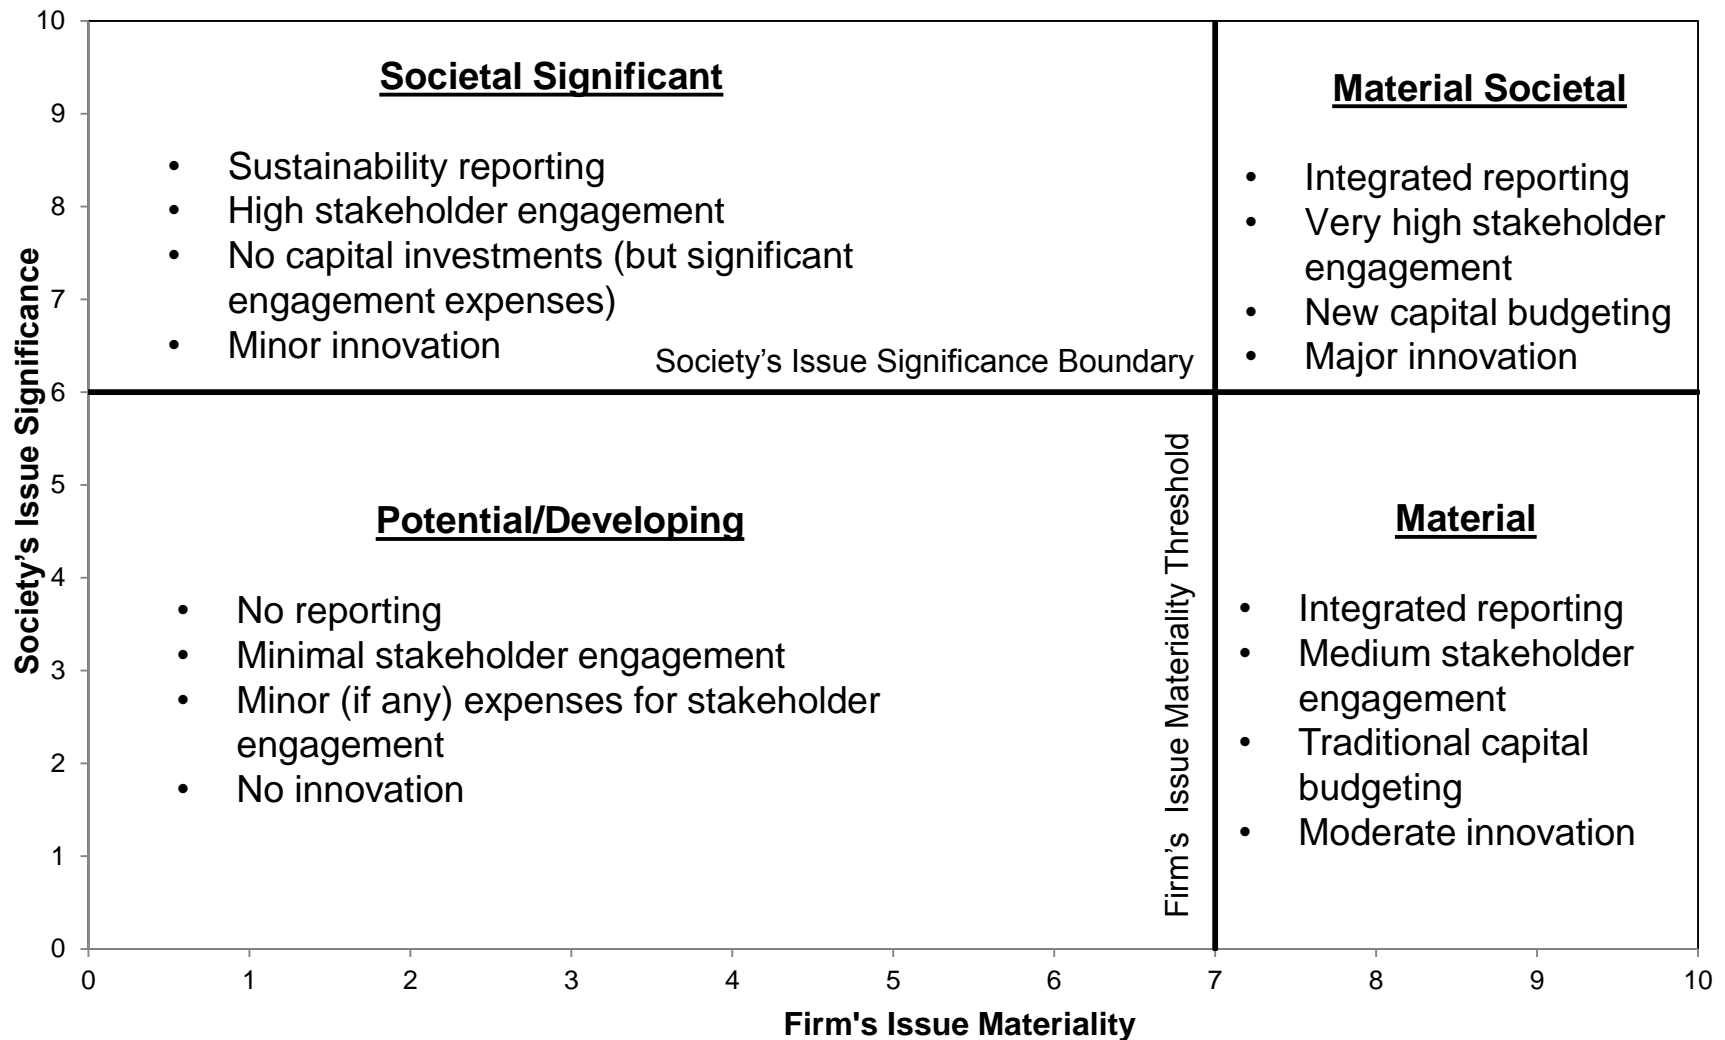 Societal Significant
• Sustainability reporting
• High stakeholder engagement
• No capital investments (but significant
engagement expenses)
• Minor innovation
Society’s Issue Significance Boundary
Material Societal
• Integrated reporting
• Very high stakeholder
engagement
• New capital budgeting
• Major innovation
Potential/Developing
• No reporting
• Minimal stakeholder engagement
• Minor (if any) expenses for stakeholder
engagement
• No innovation
Firm’s Issue Materiality Threshold
Material
• Integrated reporting
• Medium stakeholder
engagement
• Traditional capital
budgeting
• Moderate innovation
Society’s Issue Significance
10
9
8
7
6
5
4
3
2
1
0
0 1 2 3 4 5 6 7 8 9 10
Firm's Issue Materiality